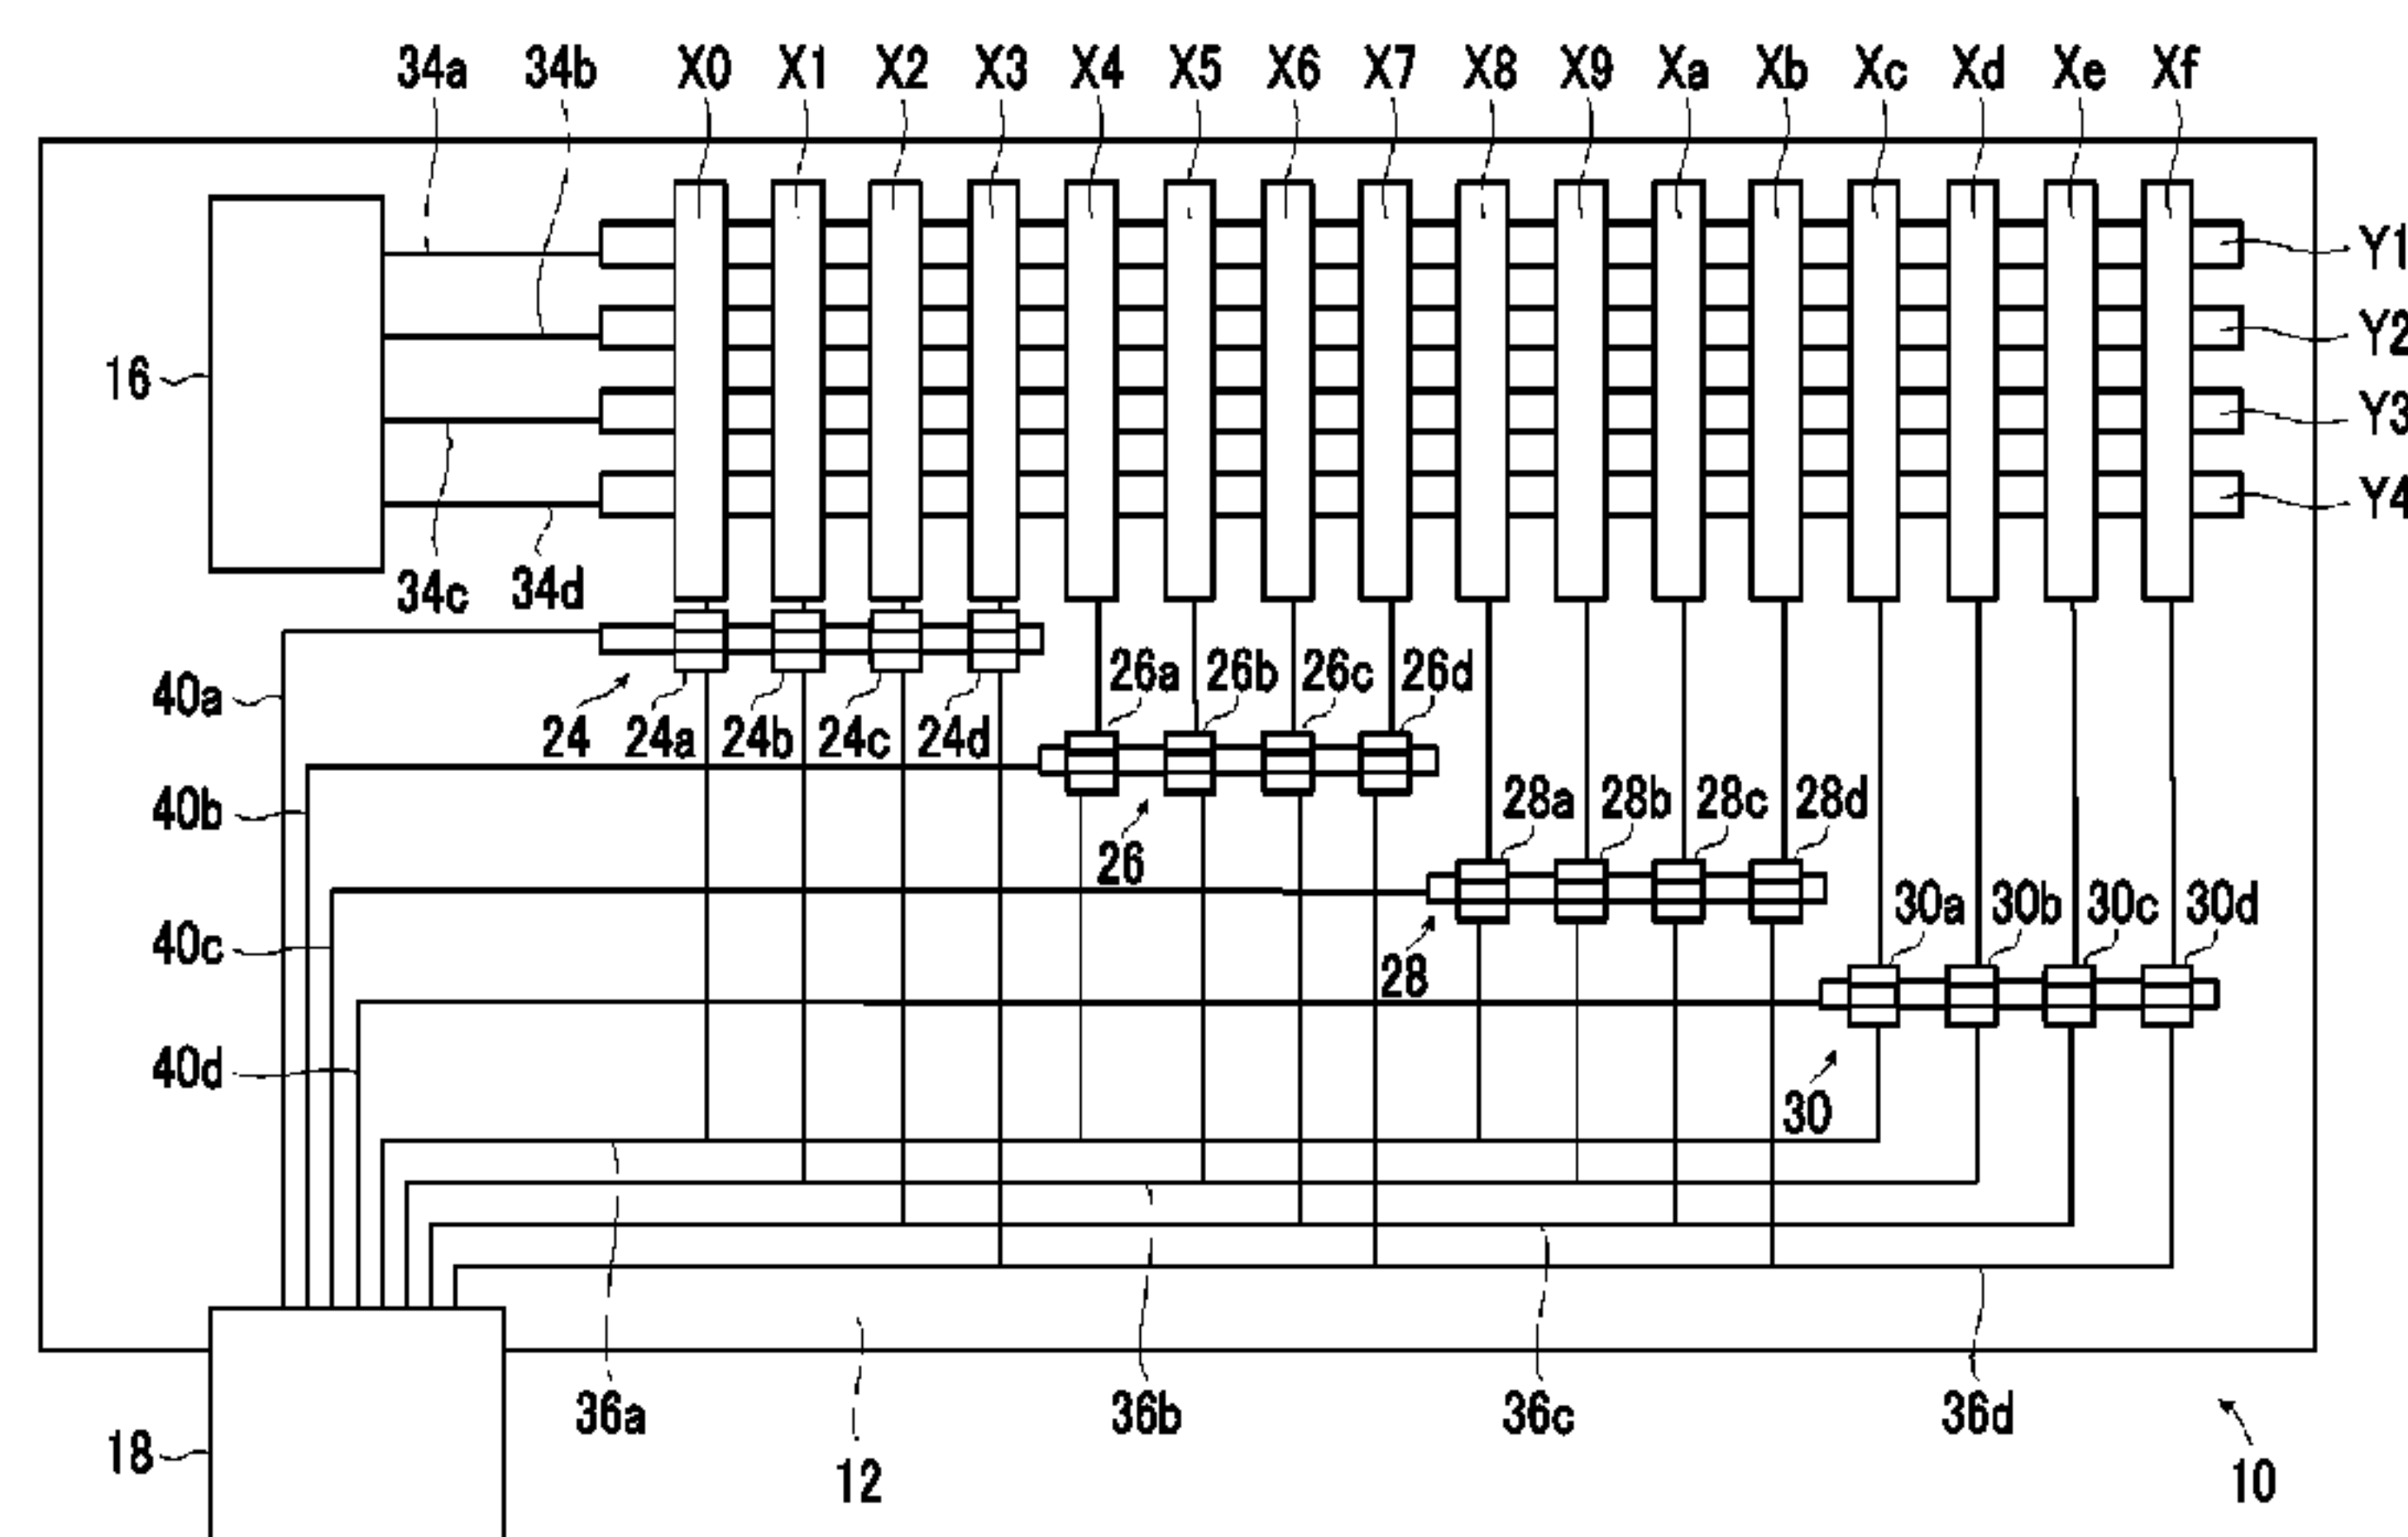 34a 34b X0 X1 X2 X3 X4 X5 X6 X7 X8 X9 Xa Xb Xc Xd Xe Xf
Y1
Y2
16
Y3
Y4
34c 34d
40a
26a 26b 26c 26d
24 24a 24b 24c 24d
40b
28a 28b 28c 28d
26
30a 30b 30c 30d
40c
28
40d
30
36a 36b 36c 36d
18
12
10